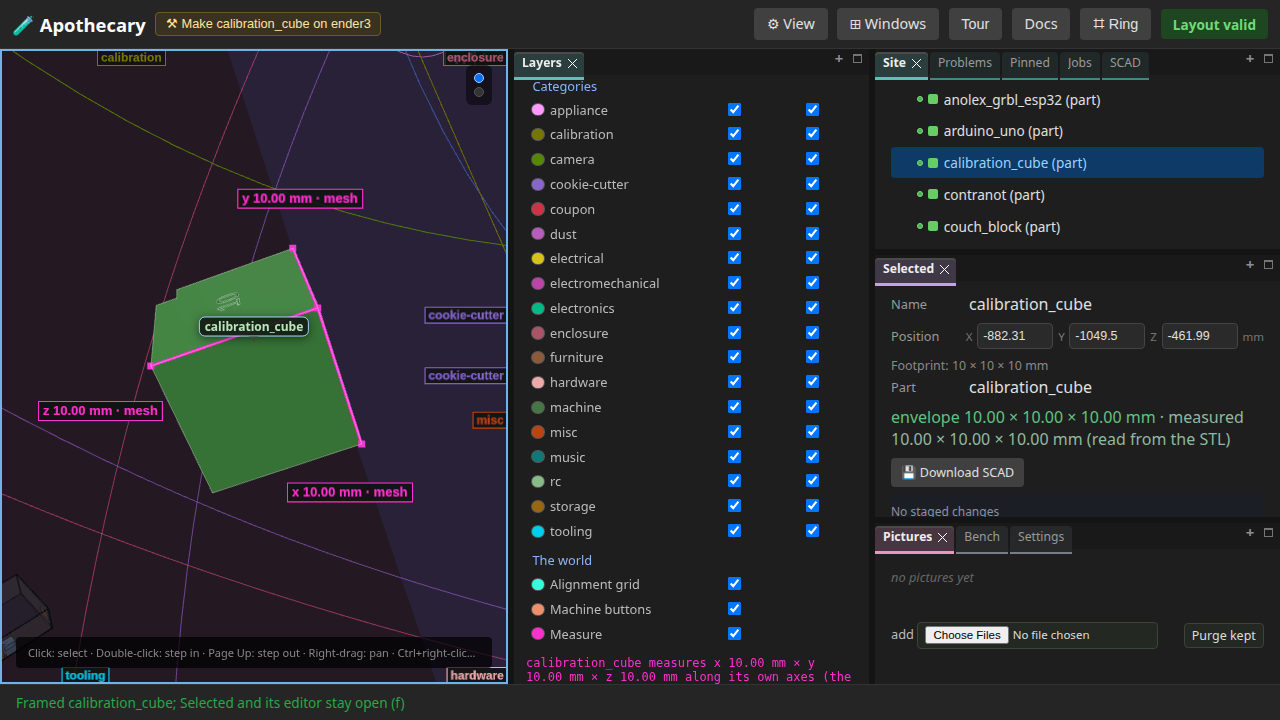 🧪 Apothecary
⚒ Make calibration_cube on ender3
⚙ View
⊞ Windows
Tour
Docs
⌗ Ring
Layout valid
calibration
enclosure
y 10.00 mm · mesh
calibration_cube
cookie-cutter
cookie-cutter
z 10.00 mm · mesh
misc
x 10.00 mm · mesh
Click: select · Double-click: step in · Page Up: step out · Right-drag: pan · Ctrl+right-clic...
tooling
hardware
Layers
Categories
appliance
calibration
camera
cookie-cutter
coupon
dust
electrical
electromechanical
electronics
enclosure
furniture
hardware
machine
misc
music
rc
storage
tooling
The world
Alignment grid
Machine buttons
Measure
calibration_cube measures x 10.00 mm × y
10.00 mm × z 10.00 mm along its own axes (the
Site
Problems
Pinned
Jobs
SCAD
anolex_grbl_esp32 (part)
arduino_uno (part)
calibration_cube (part)
contranot (part)
couch_block (part)
Selected
Name calibration_cube
Position X -882.31 Y -1049.5 Z -461.99 mm
Footprint: 10 × 10 × 10 mm
Part calibration_cube
envelope 10.00 × 10.00 × 10.00 mm · measured
10.00 × 10.00 × 10.00 mm (read from the STL)
💾 Download SCAD
No staged changes
Pictures
Bench
Settings
no pictures yet
add Choose Files No file chosen
Purge kept
Framed calibration_cube; Selected and its editor stay open (f)